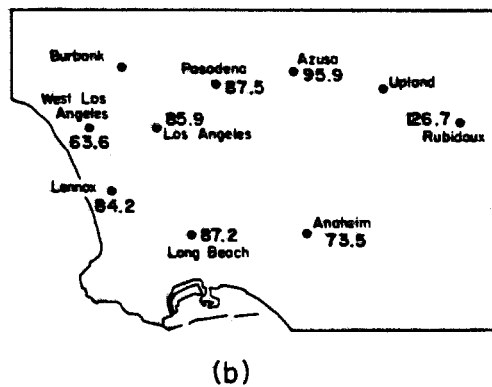 Burbank
Pasadena
87.5
Azusa
95.9
Upland
West Los
Angeles
63.6
85.9
Los Angeles
126.7
Rubidoux
Lennox
84.2
87.2
Long Beach
Anaheim
73.5
(b)